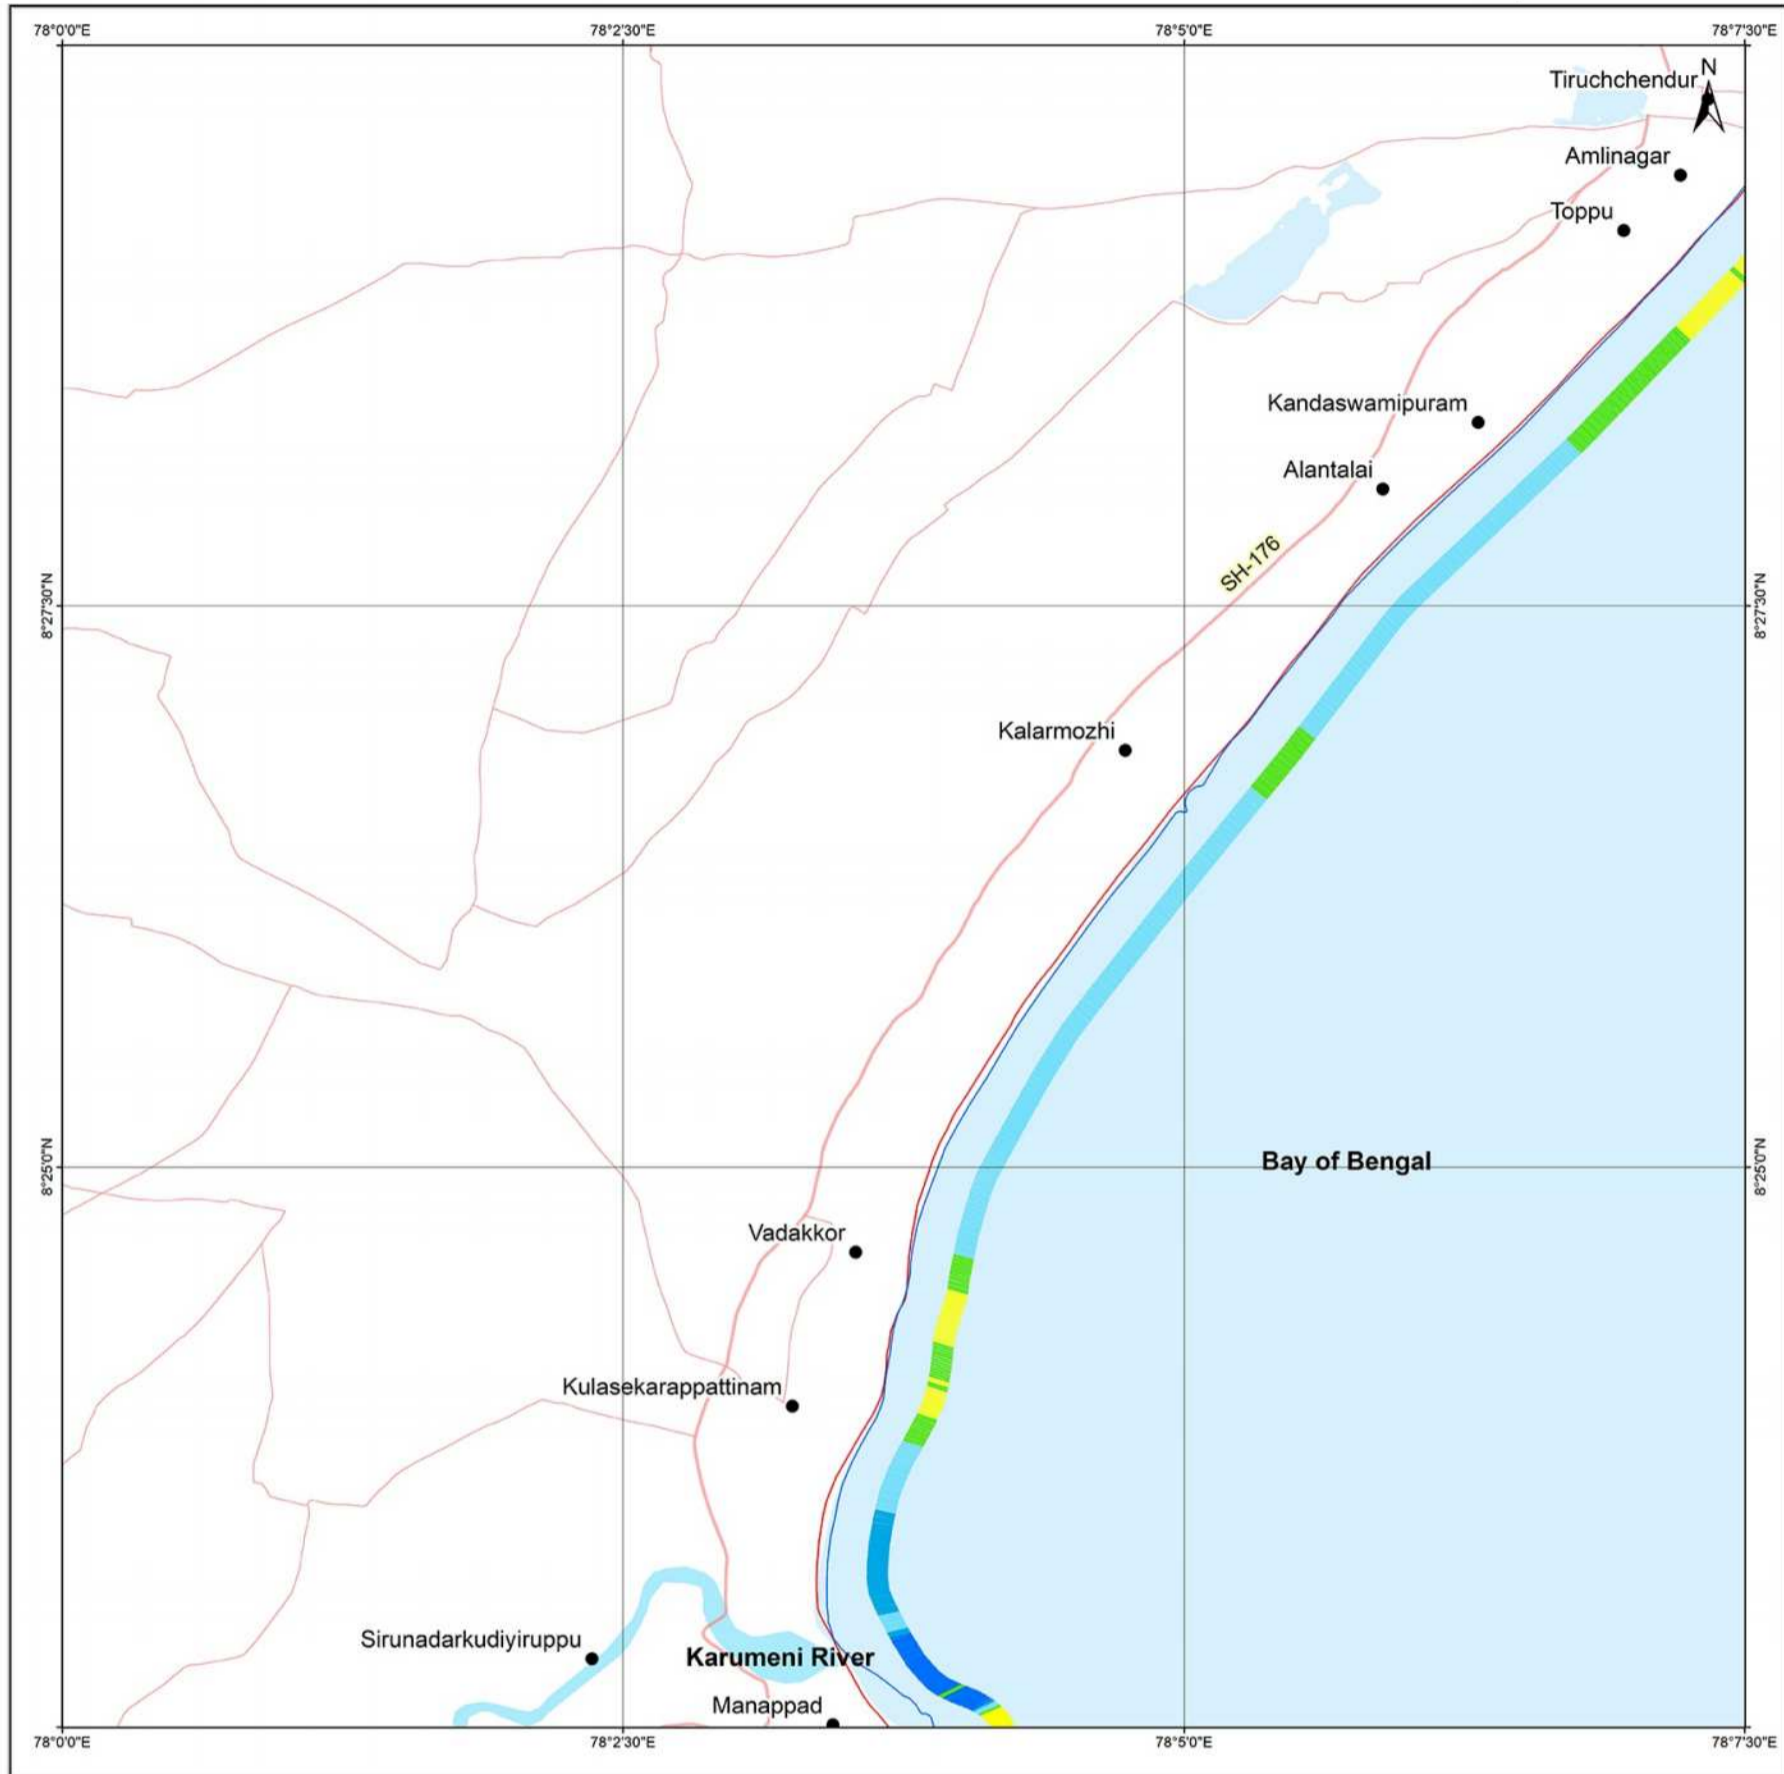 78°0'0"E 78°2'30"E 78°5'0"E 78°7'30"E
N
Tiruchchendur
Amlinagar
Toppu
Kandaswamipuram
Alantalai
SH-176
8°27'30"N 8°27'30"N
Kalarmozhi
8°25'0"N 8°25'0"N
Bay of Bengal
Vadakkor
Kulasekarappattinam
Sirunadarkudiyiruppu
Karumeni River
Manappad
78°0'0"E 78°2'30"E 78°5'0"E 78°7'30"E